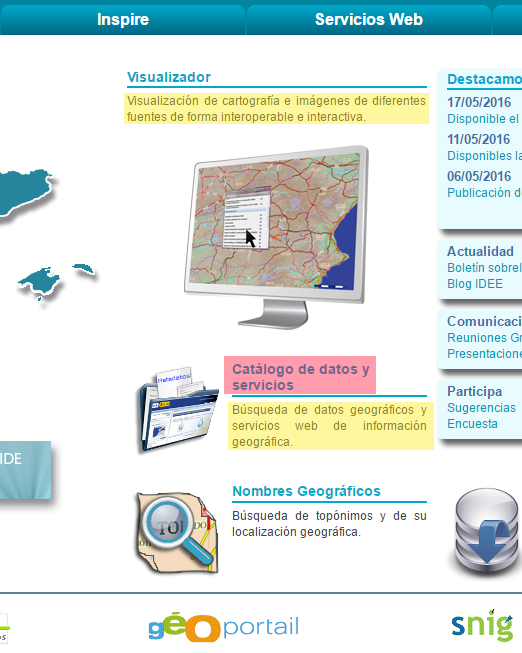 Inspire
Servicios Web
Visualizador
Visualización de cartografía e imágenes de diferentes
fuentes de forma interoperable e interactiva.
Catálogo de datos y
servicios
Metadatos
Búsqueda de datos geográficos y
servicios web de información
geográfica.
Nombres Geográficos
Búsqueda de topónimos y de su
localización geográfica.
Destacamo
17/05/2016
Disponible el
11/05/2016
Disponibles la
06/05/2016
Publicación d
Actualidad
Boletín sobrel
Blog IDEE
Comunicaci
Reuniones Gr
Presentacione
Participa
Sugerencias
Encuesta
IDE
géOportail
snig